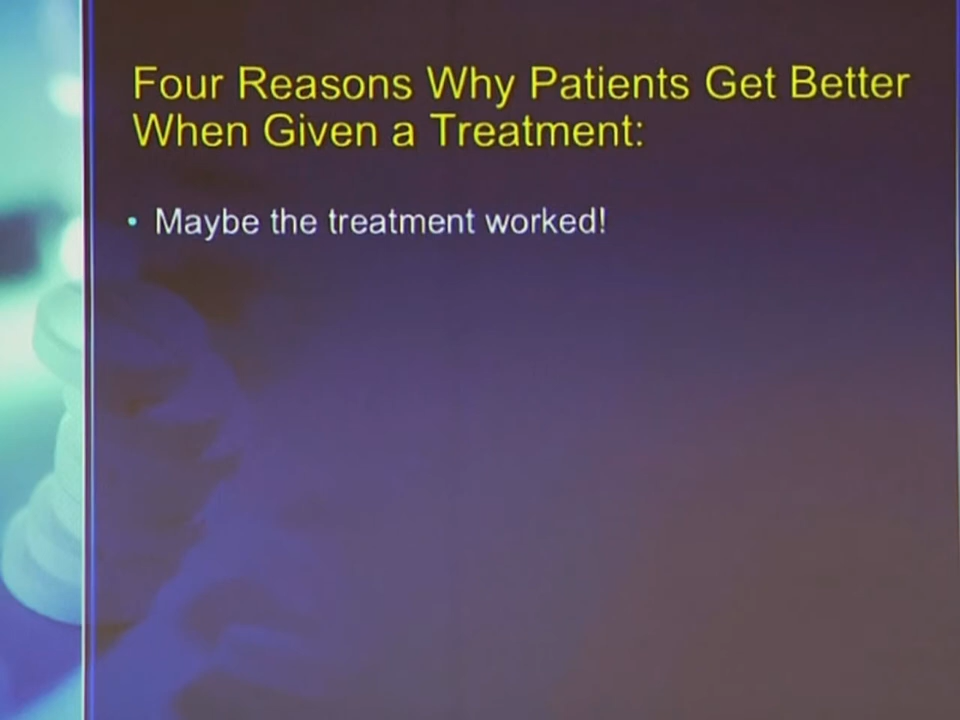 Four Reasons Why Patients Get Better
When Given a Treatment:
• Maybe the treatment worked!